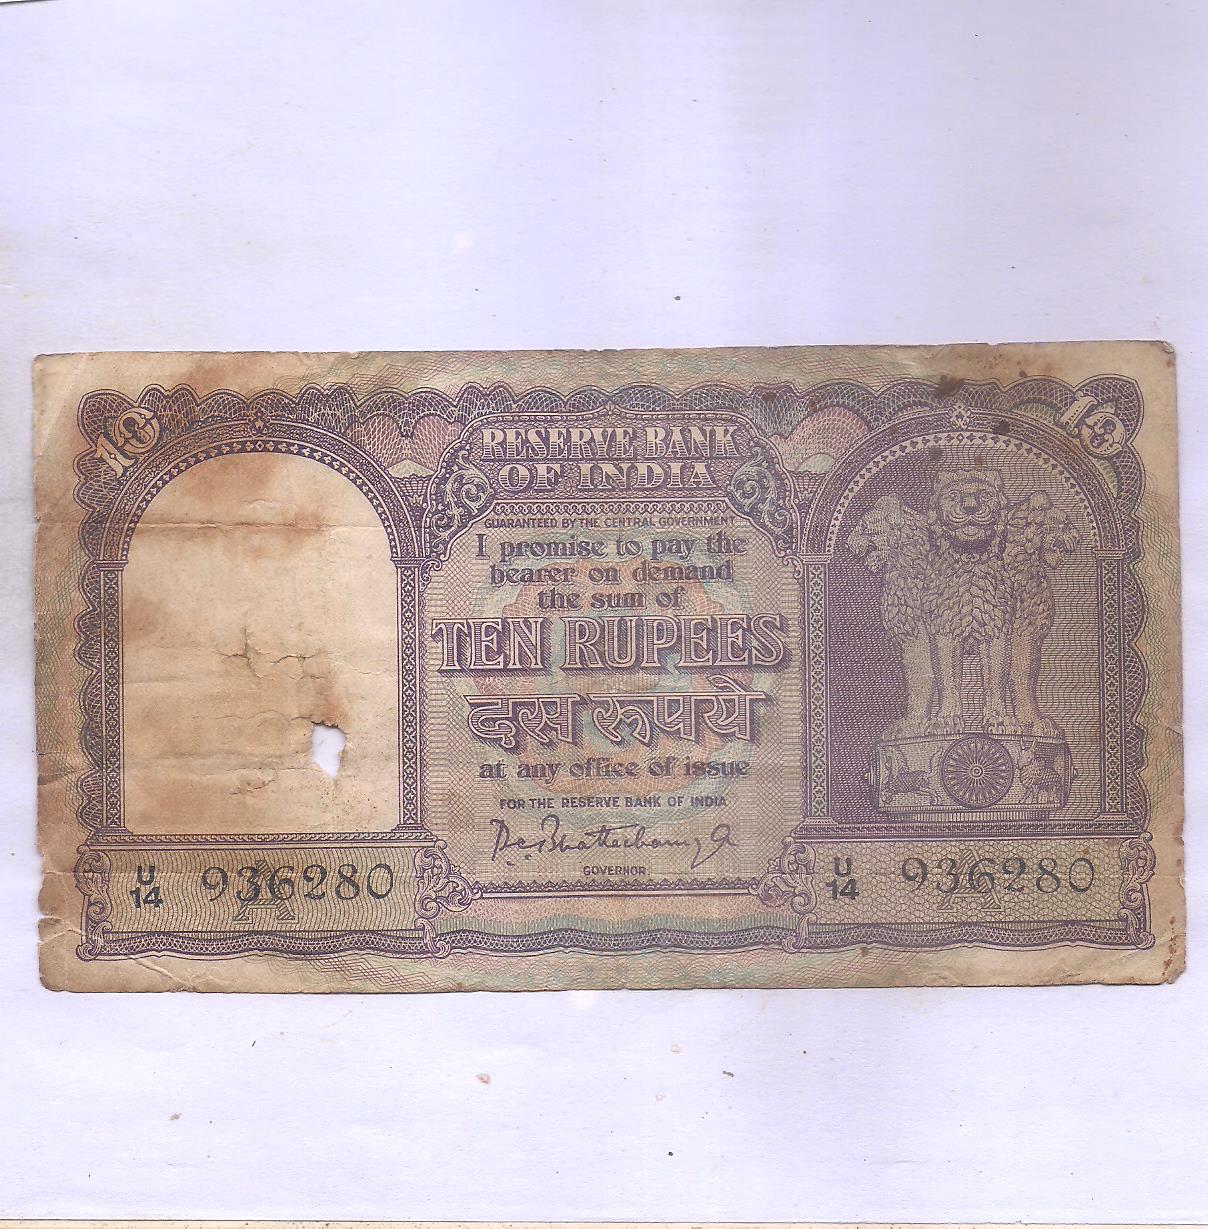 10
10
RESERVE BANK
OF INDIA
GUARANTEED BY THE CENTRAL GOVERNMENT
I promise to pay the
bearer on demand
the sum of
TEN RUPEES
दस रूपये
at any office of issue
FOR THE RESERVE BANK OF INDIA
P.C. Bhattacharyya
GOVERNOR.
U
14 936280
A
U
14 936280
A